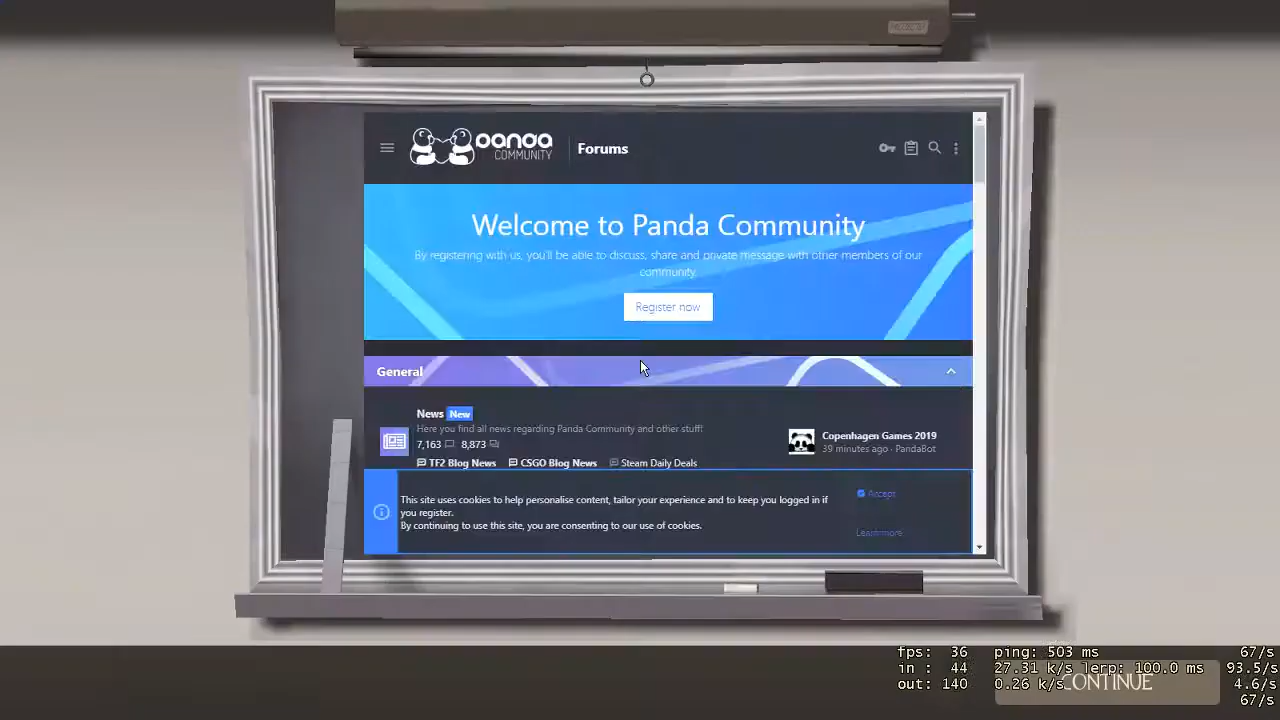 panda
COMMUNITY
Forums
Welcome to Panda Community
By registering with us, you'll be able to discuss, share and private message with other members of our
community.
Register now
General
News New
Here you find all news regarding Panda Community and other stuff!
7,163 8,873
Copenhagen Games 2019
39 minutes ago · PandaBot
TF2 Blog News CSGO Blog News Steam Daily Deals
This site uses cookies to help personalise content, tailor your experience and to keep you logged in if
you register.
By continuing to use this site, you are consenting to our use of cookies.
Accept
Learn more
fps: 36 ping: 503 ms 67/s
in : 44 27.31 k/s lerp: 100.0 ms 93.5/s
out: 140 0.26 k/s 4.6/s
67/s
CONTINUE